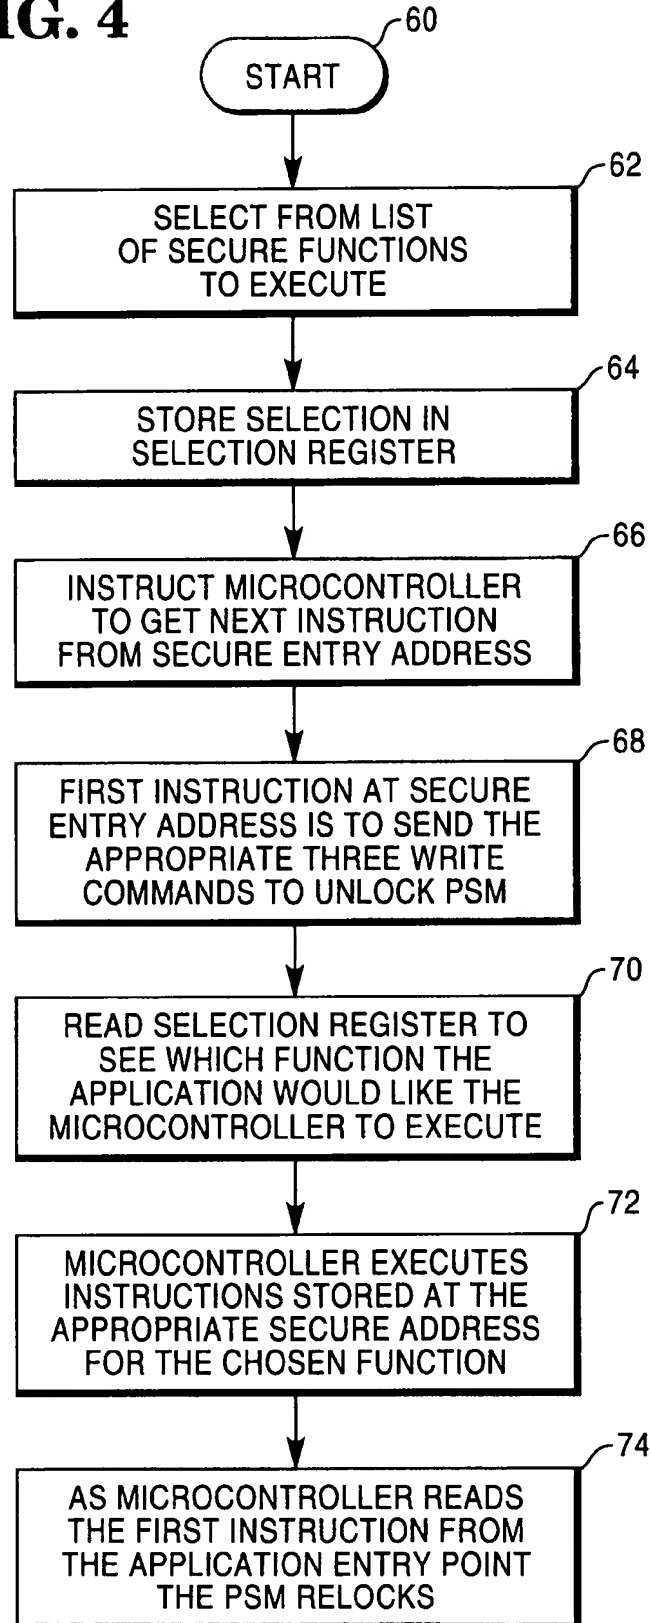 IG. 4
60
START
62
SELECT FROM LIST
OF SECURE FUNCTIONS
TO EXECUTE
64
STORE SELECTION IN
SELECTION REGISTER
66
INSTRUCT MICROCONTROLLER
TO GET NEXT INSTRUCTION
FROM SECURE ENTRY ADDRESS
68
FIRST INSTRUCTION AT SECURE
ENTRY ADDRESS IS TO SEND THE
APPROPRIATE THREE WRITE
COMMANDS TO UNLOCK PSM
70
READ SELECTION REGISTER TO
SEE WHICH FUNCTION THE
APPLICATION WOULD LIKE THE
MICROCONTROLLER TO EXECUTE
72
MICROCONTROLLER EXECUTES
INSTRUCTIONS STORED AT THE
APPROPRIATE SECURE ADDRESS
FOR THE CHOSEN FUNCTION
74
AS MICROCONTROLLER READS
THE FIRST INSTRUCTION FROM
THE APPLICATION ENTRY POINT
THE PSM RELOCKS